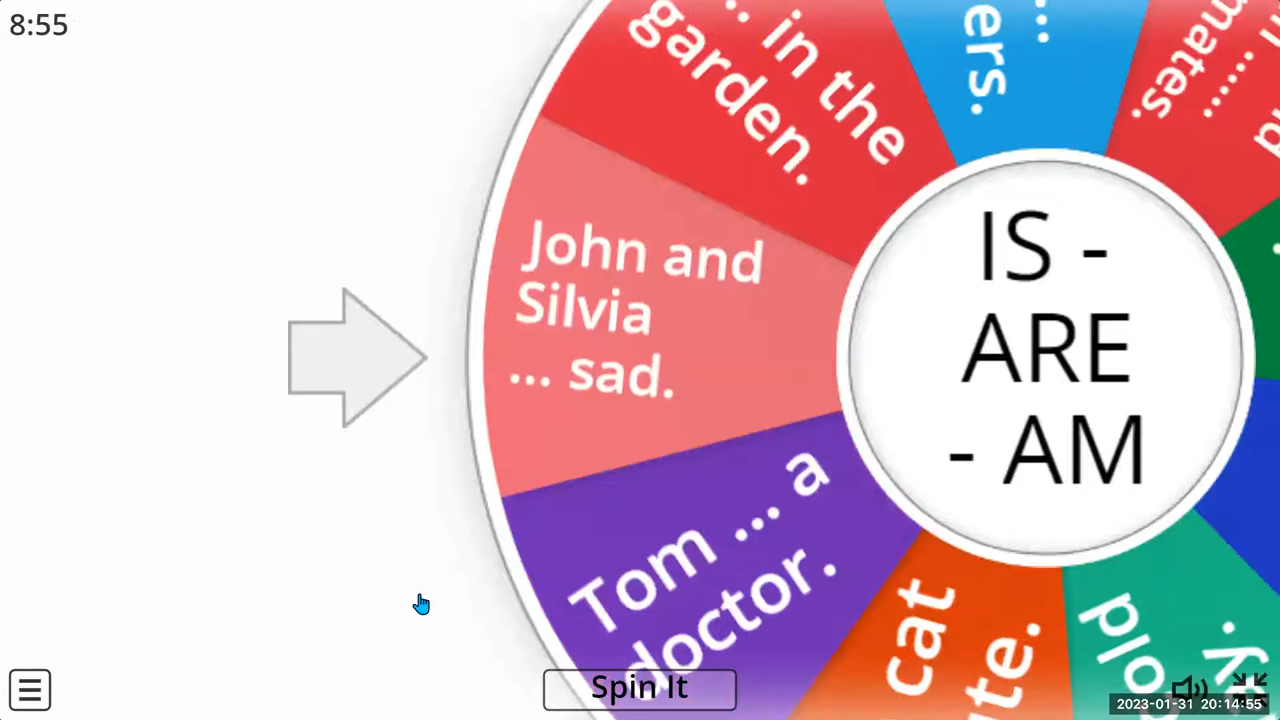 8:55
... in the
garden.
...
ers.
mates.
John and
Silvia
... sad.
IS -
ARE
- AM
Tom ... a
doctor.
cat
old
Spin It
2023-01-31 20:14:55